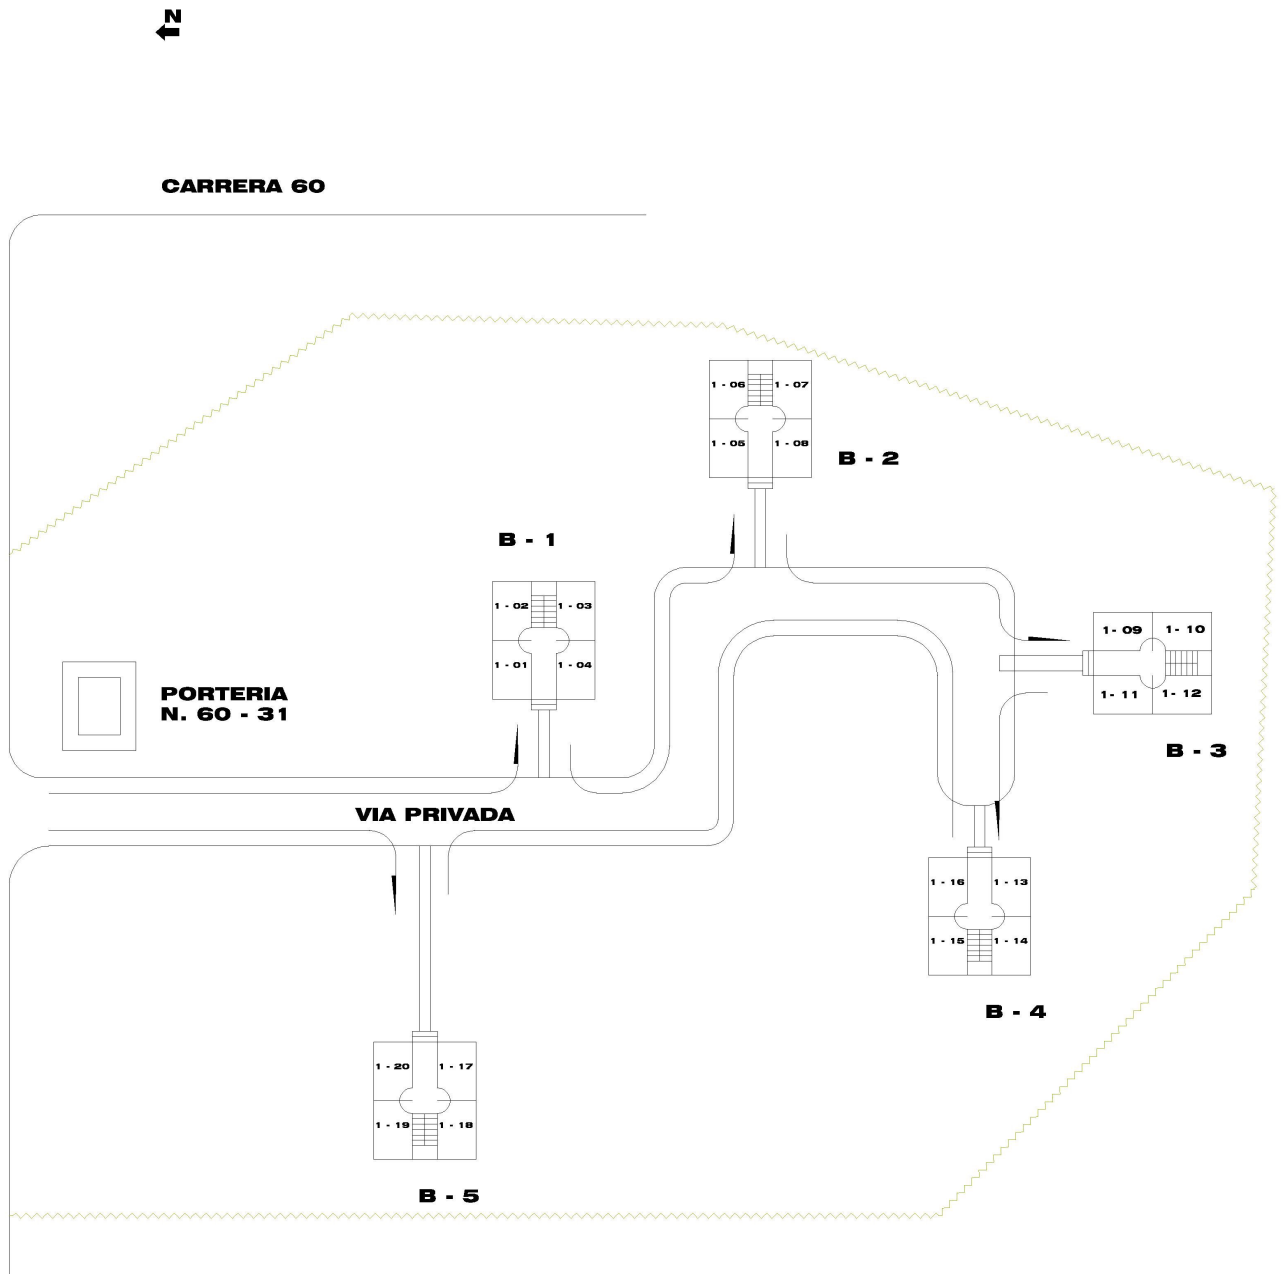 N
CARRERA 60
1 - 06
1 - 07
1 - 05
1 - 08
B - 2
B - 1
1 - 02
1 - 03
1 - 01
1 - 04
1 - 09
1 - 10
1 - 11
1 - 12
B - 3
PORTERIA
N. 60 - 31
VIA PRIVADA
1 - 16
1 - 13
1 - 15
1 - 14
B - 4
1 - 20
1 - 17
1 - 19
1 - 18
B - 5